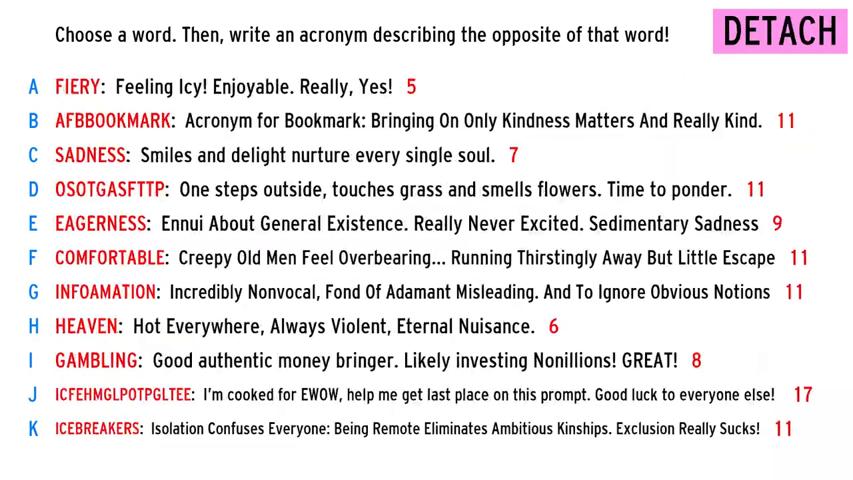 Choose a word. Then, write an acronym describing the opposite of that word!
DETACH
A FIERY: Feeling Icy! Enjoyable. Really, Yes! 5
B AFBBOOKMARK: Acronym for Bookmark: Bringing On Only Kindness Matters And Really Kind. 11
C SADNESS: Smiles and delight nurture every single soul. 7
D OSOTGASFTTP: One steps outside, touches grass and smells flowers. Time to ponder. 11
E EAGERNESS: Ennui About General Existence. Really Never Excited. Sedimentary Sadness 9
F COMFORTABLE: Creepy Old Men Feel Overbearing... Running Thirstingly Away But Little Escape 11
G INFOAMATION: Incredibly Nonvocal, Fond Of Adamant Misleading. And To Ignore Obvious Notions 11
H HEAVEN: Hot Everywhere, Always Violent, Eternal Nuisance. 6
I GAMBLING: Good authentic money bringer. Likely investing Nonillions! GREAT! 8
J ICFEHMGLPOTPGLTEE: I'm cooked for EWOW, help me get last place on this prompt. Good luck to everyone else! 17
K ICEBREAKERS: Isolation Confuses Everyone: Being Remote Eliminates Ambitious Kinships. Exclusion Really Sucks! 11